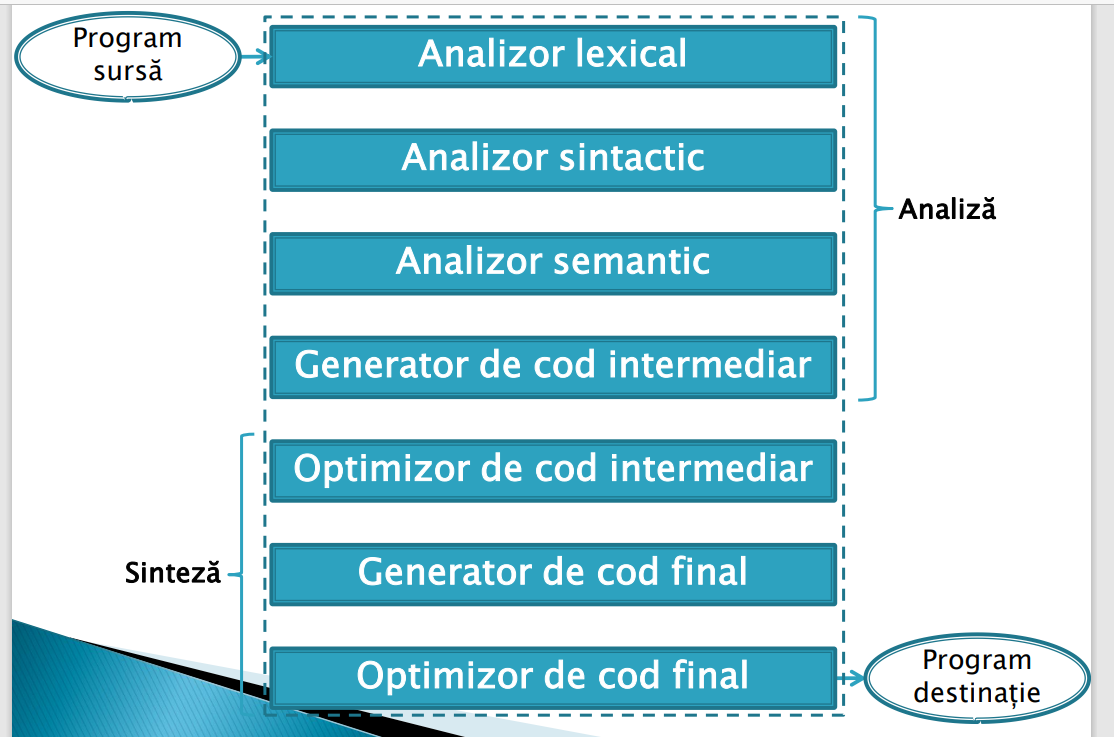 Program
sursă
Analizor lexical
Analizor sintactic
Analiză
Analizor semantic
Generator de cod intermediar
Optimizor de cod intermediar
Sinteză
Generator de cod final
Optimizor de cod final
Program
destinație